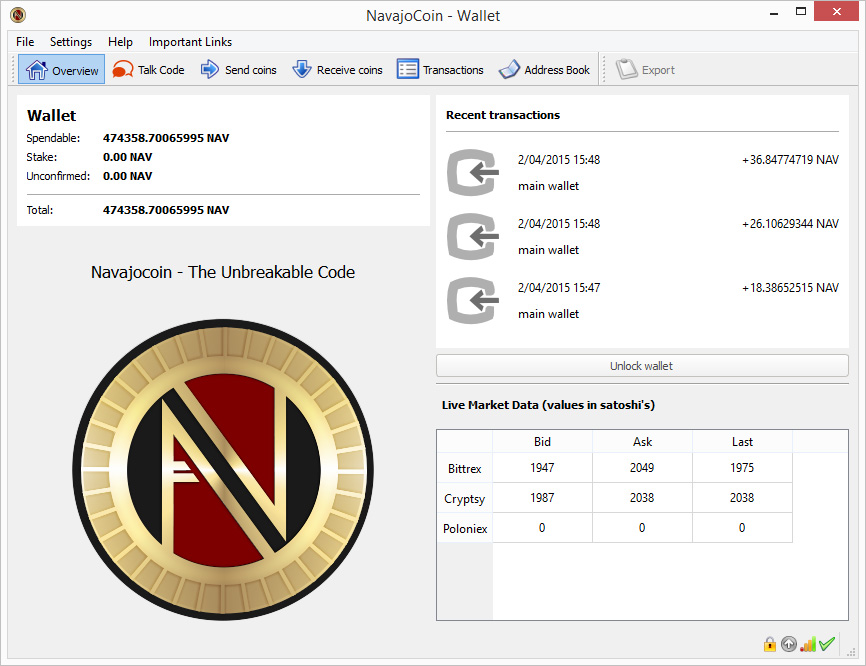 NavajoCoin - Wallet
File Settings Help Important Links
Overview Talk Code Send coins Receive coins Transactions Address Book Export
Wallet
Spendable: 474358.70065995 NAV
Stake: 0.00 NAV
Unconfirmed: 0.00 NAV
Total: 474358.70065995 NAV
Navajocoin - The Unbreakable Code
Recent transactions
2/04/2015 15:48 +36.84774719 NAV
main wallet
2/04/2015 15:48 +26.10629344 NAV
main wallet
2/04/2015 15:47 +18.38652515 NAV
main wallet
Unlock wallet
Live Market Data (values in satoshi's)
Bid Ask Last
Bittrex 1947 2049 1975
Cryptsy 1987 2038 2038
Poloniex 0 0 0